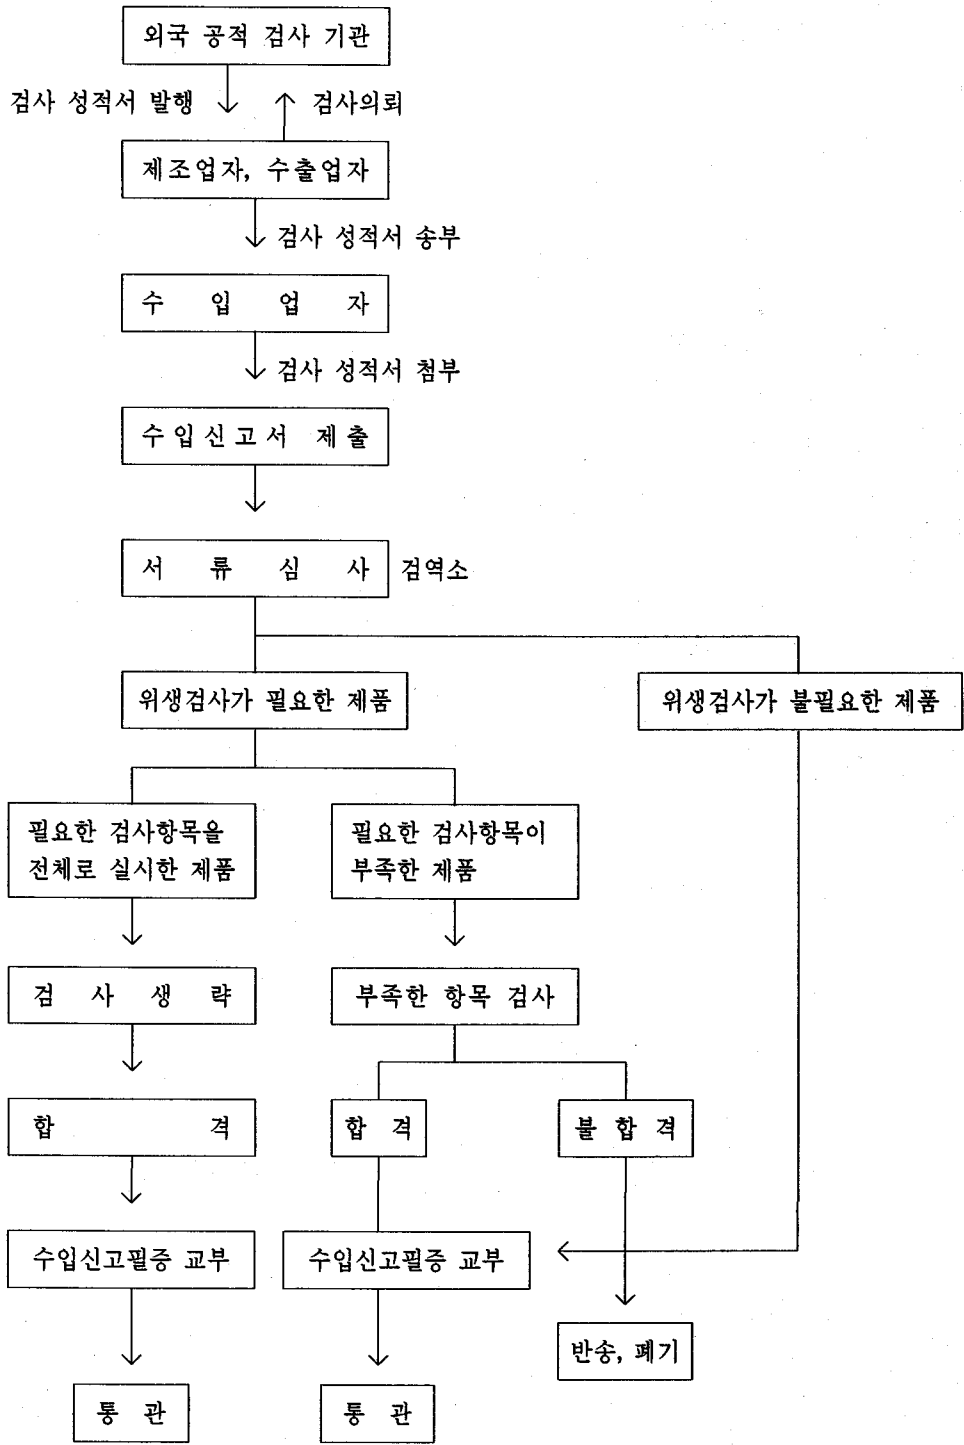 외국 공적 검사 기관
검사 성적서 발행
검사의뢰
제조업자, 수출업자
검사 성적서 송부
수 입 업 자
검사 성적서 첨부
수입신고서 제출
서 류 심 사
검역소
위생검사가 필요한 제품
위생검사가 불필요한 제품
필요한 검사항목을
전체로 실시한 제품
필요한 검사항목이
부족한 제품
검 사 생 략
부족한 항목 검사
합 격
합 격
불 합 격
수입신고필증 교부
수입신고필증 교부
반송, 폐기
통 관
통 관